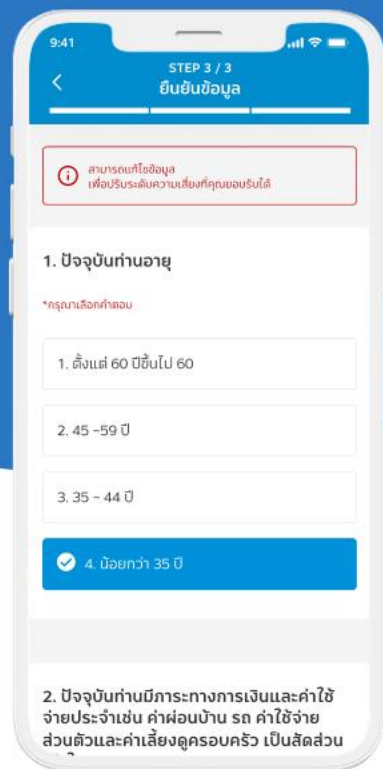 9:41
STEP 3 / 3
ยืนยันข้อมูล
สามารถแก้ไขข้อมูล
เพื่อปรับระดับความเสี่ยงที่คุณยอมรับได้
1. ปัจจุบันท่านอายุ
*กรุณาเลือกคำตอบ
1. ตั้งแต่ 60 ปีขึ้นไป 60
2. 45 -59 ปี
3. 35 - 44 ปี
4. น้อยกว่า 35 ปี
2. ปัจจุบันท่านมีภาระทางการเงินและค่าใช้
จ่ายประจำเช่น ค่าผ่อนบ้าน รถ ค่าใช้จ่าย
ส่วนตัวและค่าเลี้ยงดูครอบครัว เป็นสัดส่วน